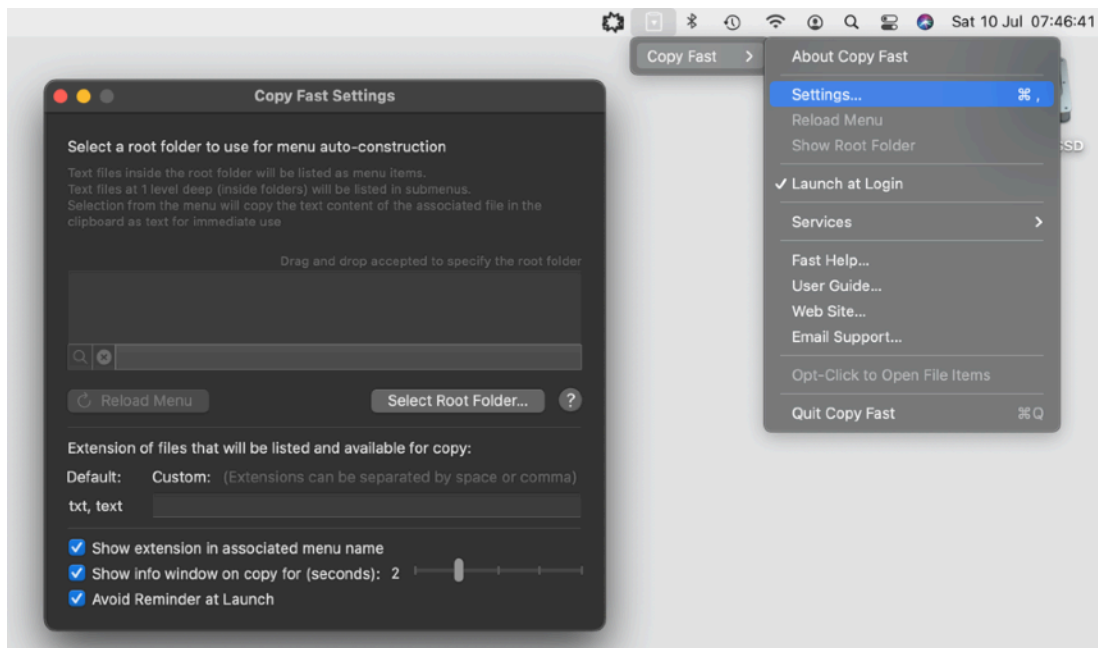 Sat 10 Jul 07:46:41
Copy Fast
About Copy Fast
Settings... ⌘ ,
Reload Menu
Show Root Folder
✓ Launch at Login
Services
Fast Help...
User Guide...
Web Site...
Email Support...
Opt-Click to Open File Items
Quit Copy Fast ⌘Q
SSD
Copy Fast Settings
Select a root folder to use for menu auto-construction
Text files inside the root folder will be listed as menu items.
Text files at 1 level deep (inside folders) will be listed in submenus.
Selection from the menu will copy the text content of the associated file in the
clipboard as text for immediate use
Drag and drop accepted to specify the root folder
Reload Menu
Select Root Folder...
?
Extension of files that will be listed and available for copy:
Default: Custom: (Extensions can be separated by space or comma)
txt, text
Show extension in associated menu name
Show info window on copy for (seconds): 2
Avoid Reminder at Launch